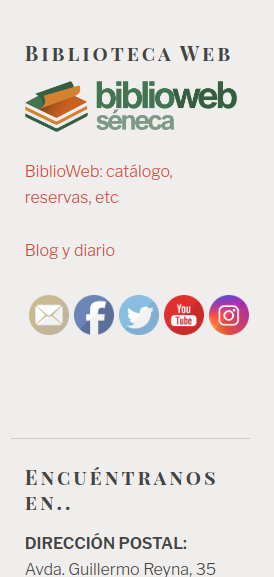 Biblioteca Web
biblioweb
séneca
BiblioWeb: catálogo,
reservas, etc
Blog y diario
You
Tube
Encuéntranos
en..
DIRECCIÓN POSTAL:
Avda. Guillermo Reyna, 35